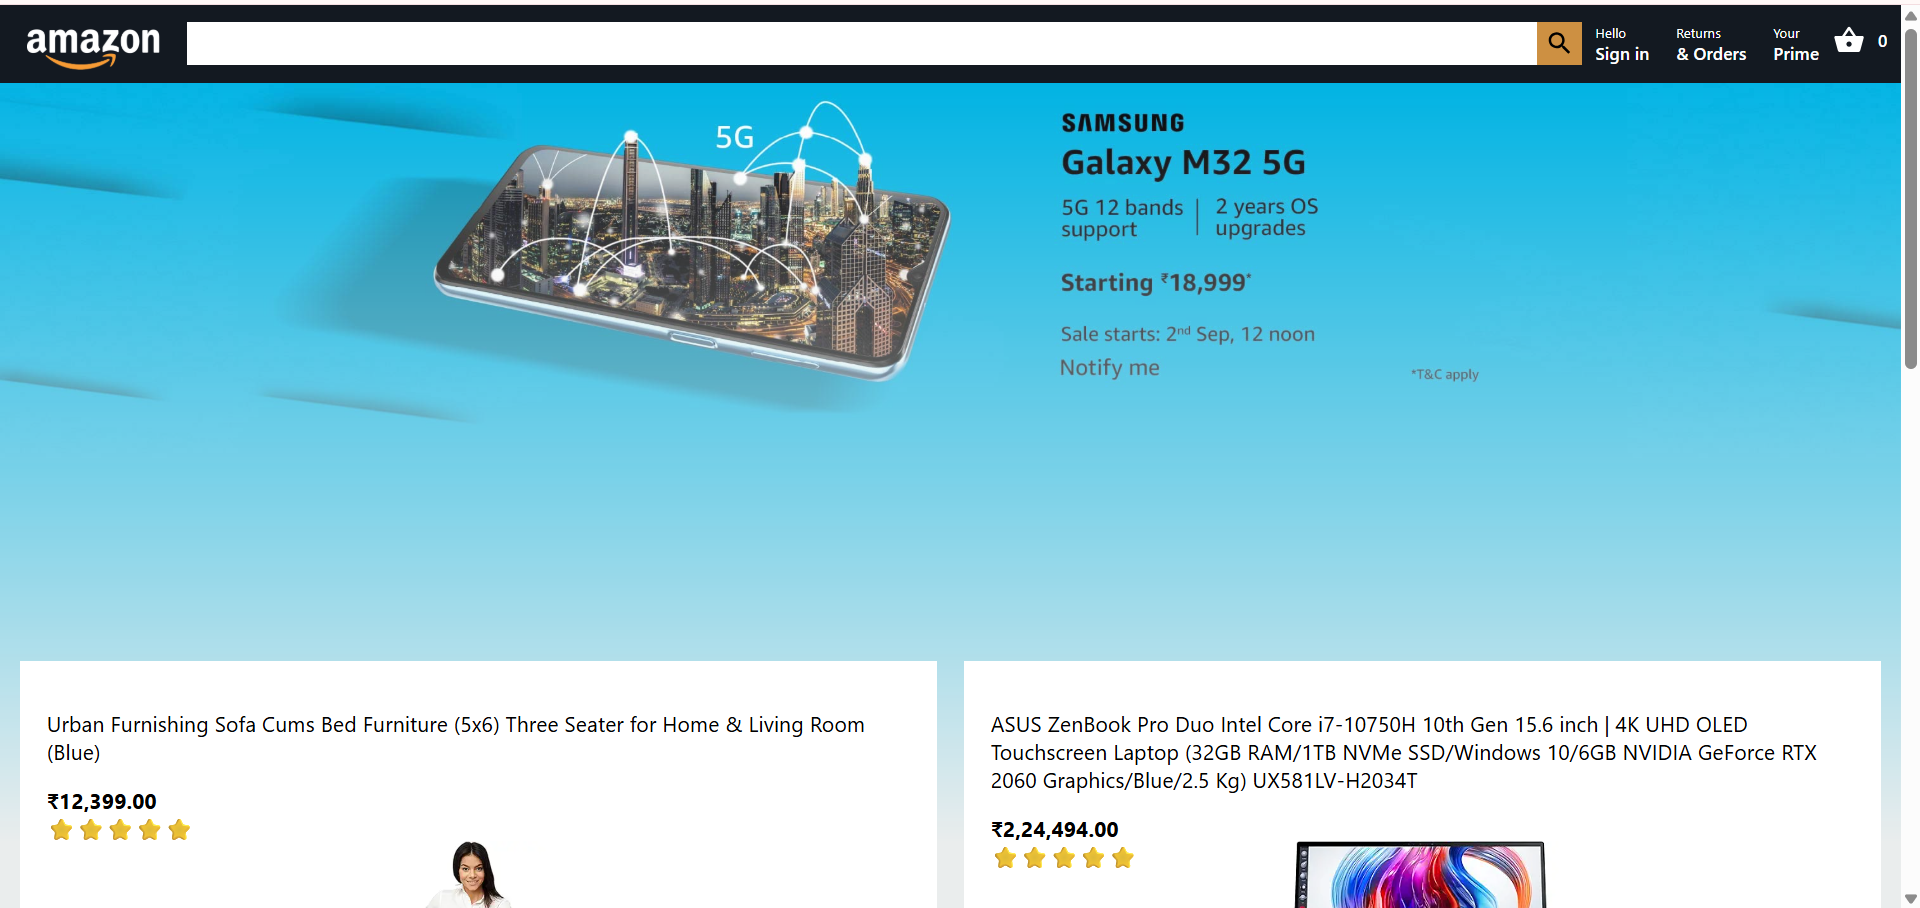 amazon
Hello
Sign in
Returns
& Orders
Your
Prime
0
5G
SAMSUNG
Galaxy M32 5G
5G 12 bands support
2 years OS upgrades
Starting ₹18,999*
Sale starts: 2nd Sep, 12 noon
Notify me
*T&C apply
Urban Furnishing Sofa Cums Bed Furniture (5x6) Three Seater for Home & Living Room
(Blue)
₹12,399.00
ASUS ZenBook Pro Duo Intel Core i7-10750H 10th Gen 15.6 inch | 4K UHD OLED
Touchscreen Laptop (32GB RAM/1TB NVMe SSD/Windows 10/6GB NVIDIA GeForce RTX
2060 Graphics/Blue/2.5 Kg) UX581LV-H2034T
₹2,24,494.00